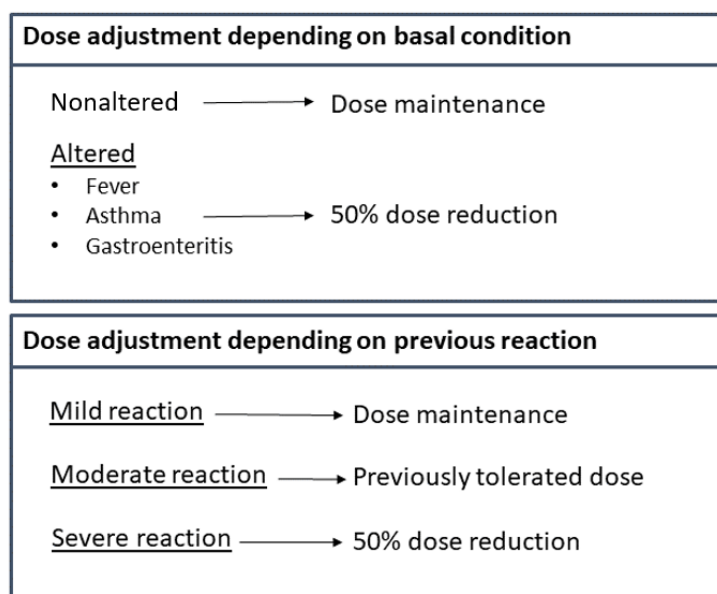 Dose adjustment depending on basal condition
Nonaltered Dose maintenance
Altered
• Fever
• Asthma 50% dose reduction
• Gastroenteritis
Dose adjustment depending on previous reaction
Mild reaction Dose maintenance
Moderate reaction Previously tolerated dose
Severe reaction 50% dose reduction